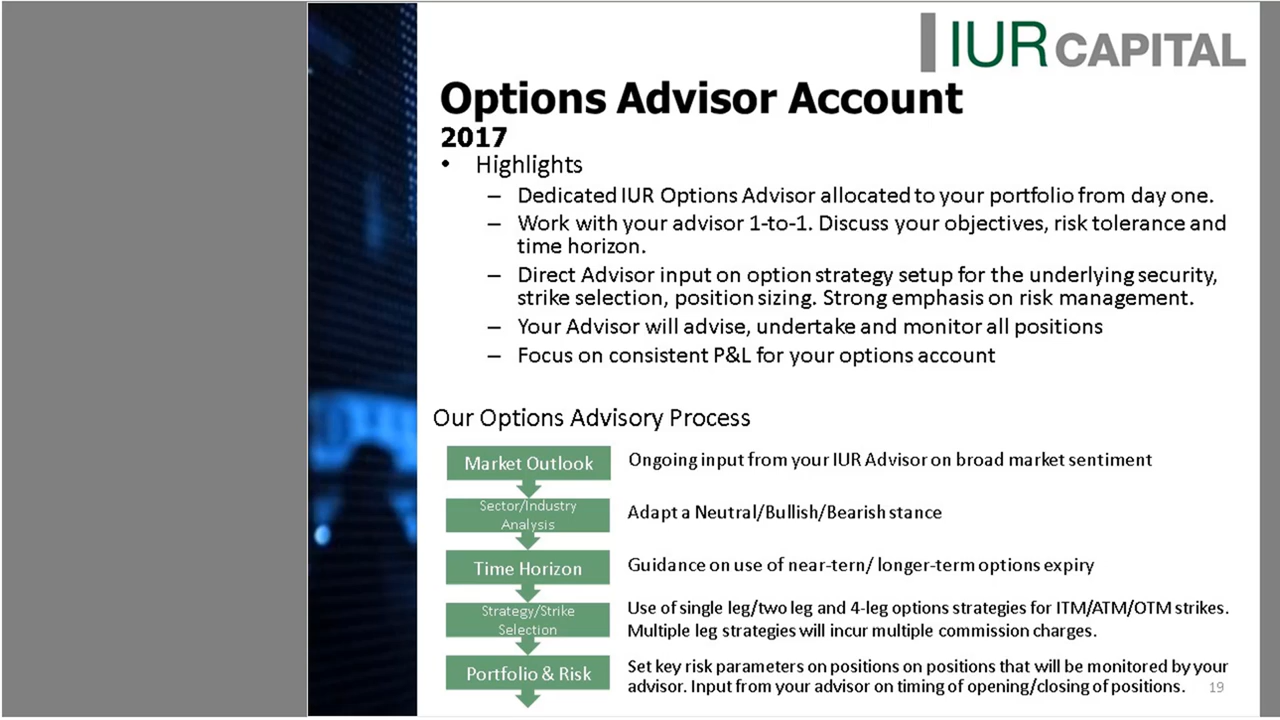 IUR CAPITAL
Options Advisor Account
2017
• Highlights
– Dedicated IUR Options Advisor allocated to your portfolio from day one.
– Work with your advisor 1-to-1. Discuss your objectives, risk tolerance and
time horizon.
– Direct Advisor input on option strategy setup for the underlying security,
strike selection, position sizing. Strong emphasis on risk management.
– Your Advisor will advise, undertake and monitor all positions
– Focus on consistent P&L for your options account
Our Options Advisory Process
Market Outlook
Ongoing input from your IUR Advisor on broad market sentiment
Sector/Industry
Analysis
Adapt a Neutral/Bullish/Bearish stance
Time Horizon
Guidance on use of near-tern/ longer-term options expiry
Strategy/Strike
Selection
Use of single leg/two leg and 4-leg options strategies for ITM/ATM/OTM strikes.
Multiple leg strategies will incur multiple commission charges.
Portfolio & Risk
Set key risk parameters on positions on positions that will be monitored by your
advisor. Input from your advisor on timing of opening/closing of positions.
19